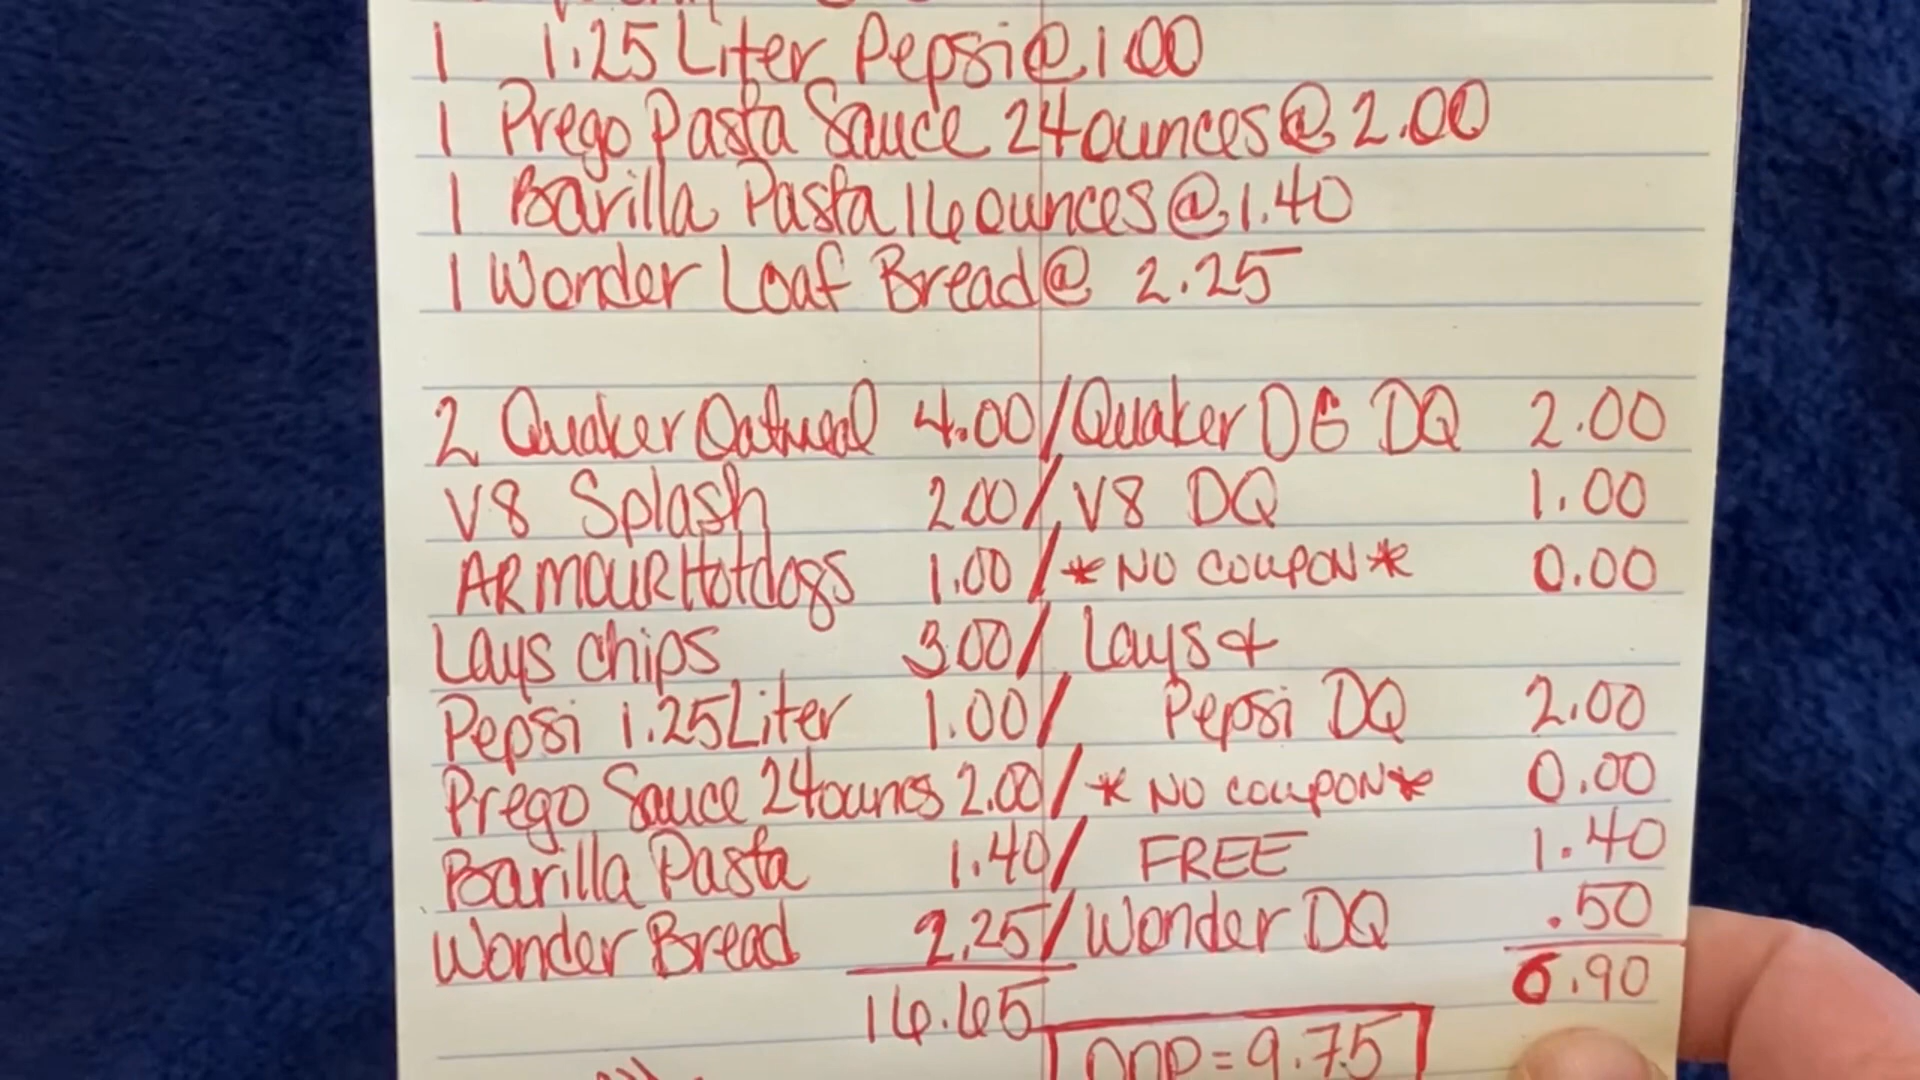 1 1.25 Liter Pepsi @ 1.00
1 Prego Pasta Sauce 24 ounces @ 2.00
1 Barilla Pasta 16 ounces @ 1.40
1 Wonder Loaf Bread @ 2.25
2 Quaker Oatmeal 4.00 / Quaker DG DQ 2.00
V8 Splash 2.00 / V8 DQ 1.00
ARMOUR Hotdogs 1.00 / *NO COUPON* 0.00
Lays chips 3.00 / Lays &
Pepsi 1.25 Liter 1.00 / Pepsi DQ 2.00
Prego Sauce 24 ounces 2.00 / * NO COUPON* 0.00
Barilla Pasta 1.40 / FREE 1.40
Wonder Bread 2.25 / Wonder DQ .50
16.65 6.90
OOP = 9.75